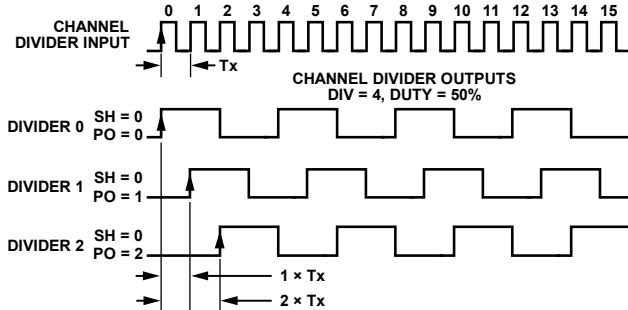 0 1 2 3 4 5 6 7 8 9 10 11 12 13 14 15
CHANNEL
DIVIDER INPUT
Tx
CHANNEL DIVIDER OUTPUTS
DIV = 4, DUTY = 50%
DIVIDER 0
SH = 0
PO = 0
DIVIDER 1
SH = 0
PO = 1
DIVIDER 2
SH = 0
PO = 2
1 × Tx
2 × Tx